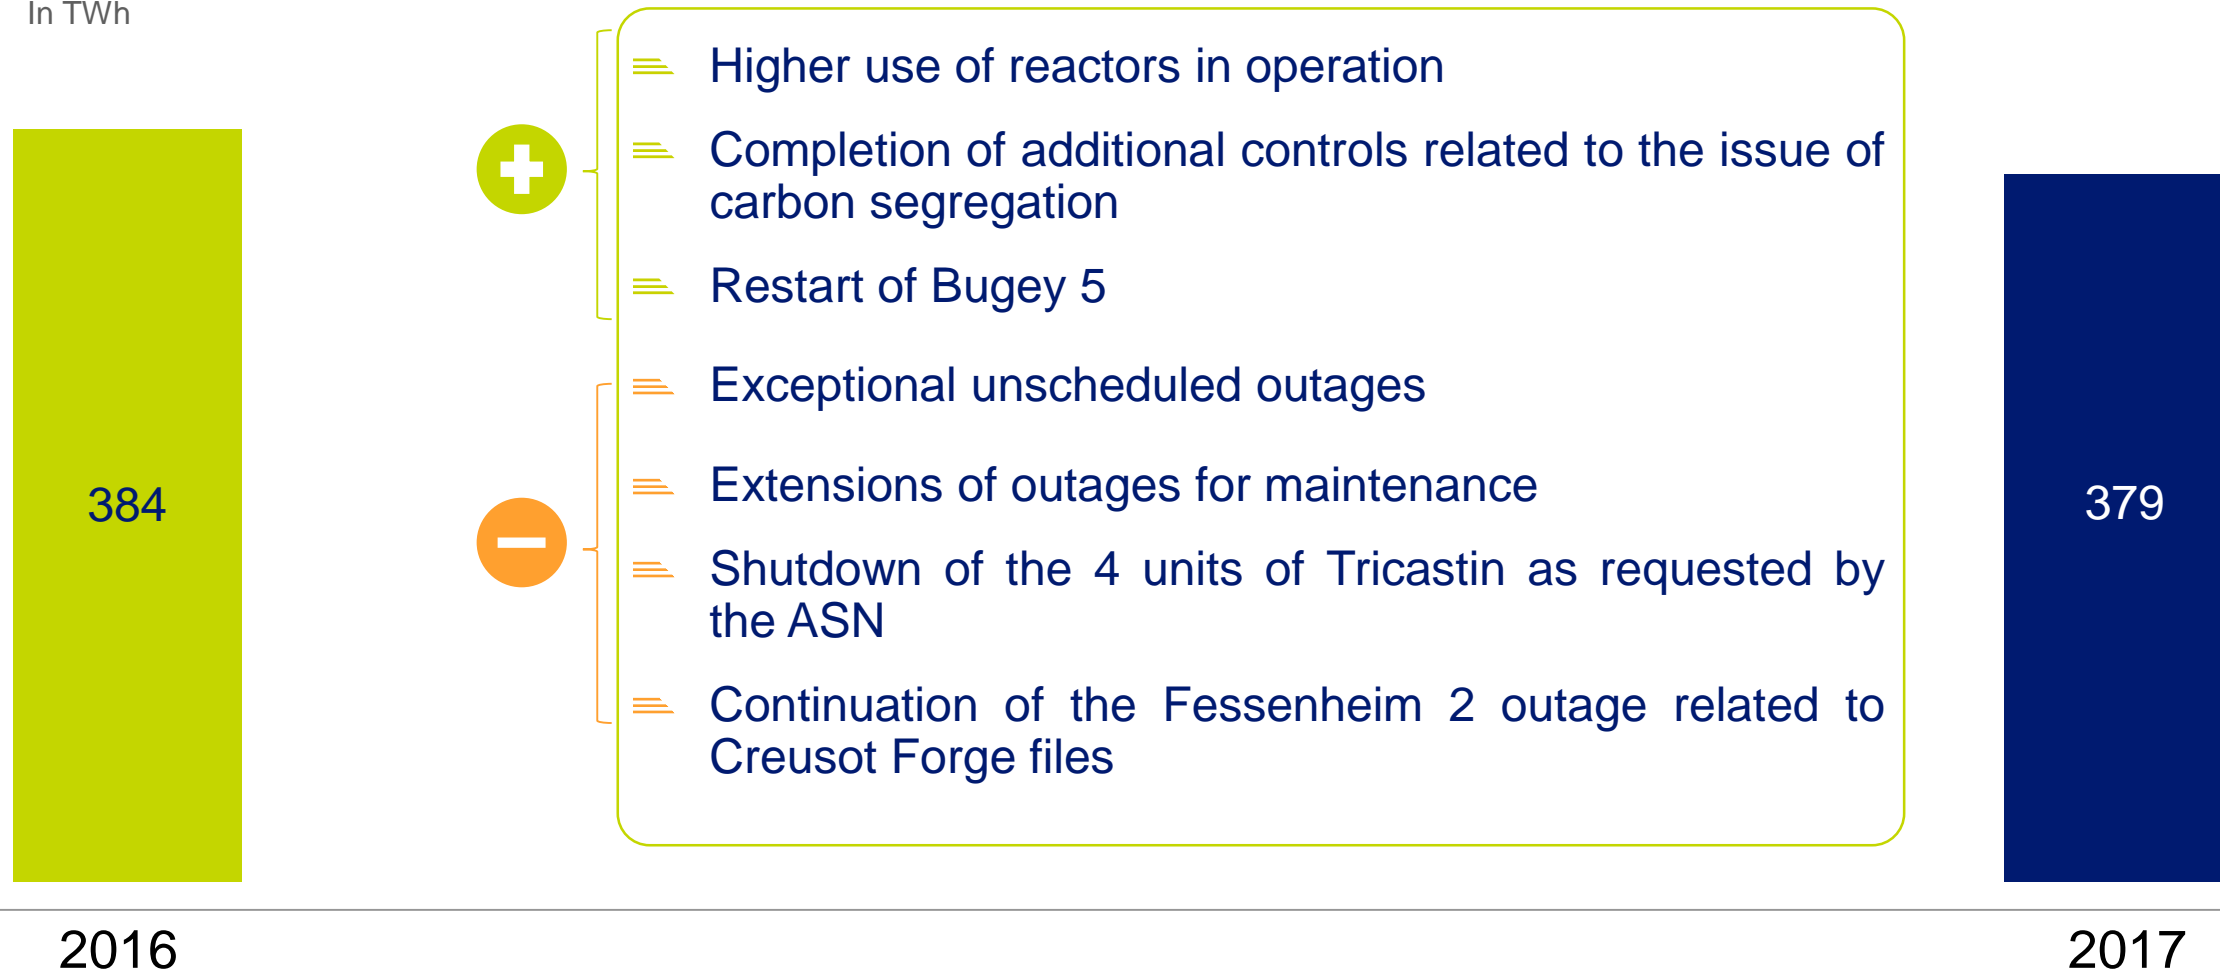 In TWh
Higher use of reactors in operation
Completion of additional controls related to the issue of
carbon segregation
Restart of Bugey 5
Exceptional unscheduled outages
Extensions of outages for maintenance
Shutdown of the 4 units of Tricastin as requested by
the ASN
Continuation of the Fessenheim 2 outage related to
Creusot Forge files
384
379
2016
2017